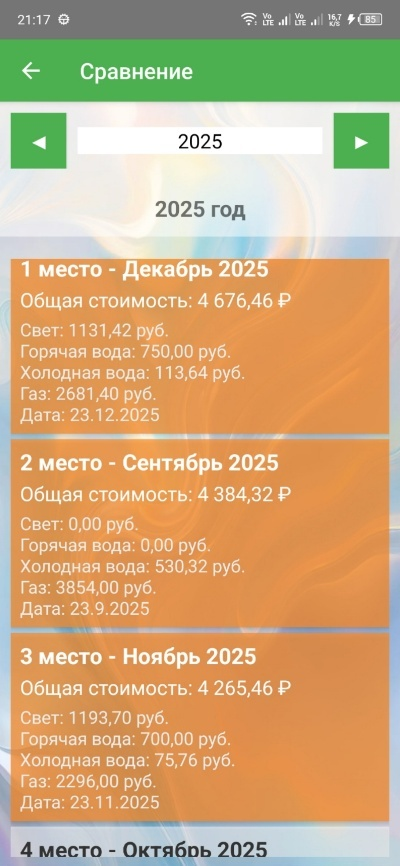 21:17
Vo LTE Vo LTE 16,7 K/S 85
Сравнение
2025
2025 год
1 место - Декабрь 2025
Общая стоимость: 4 676,46 ₽
Свет: 1131,42 руб.
Горячая вода: 750,00 руб.
Холодная вода: 113,64 руб.
Газ: 2681,40 руб.
Дата: 23.12.2025
2 место - Сентябрь 2025
Общая стоимость: 4 384,32 ₽
Свет: 0,00 руб.
Горячая вода: 0,00 руб.
Холодная вода: 530,32 руб.
Газ: 3854,00 руб.
Дата: 23.9.2025
3 место - Ноябрь 2025
Общая стоимость: 4 265,46 ₽
Свет: 1193,70 руб.
Горячая вода: 700,00 руб.
Холодная вода: 75,76 руб.
Газ: 2296,00 руб.
Дата: 23.11.2025
4 место - Октябрь 2025